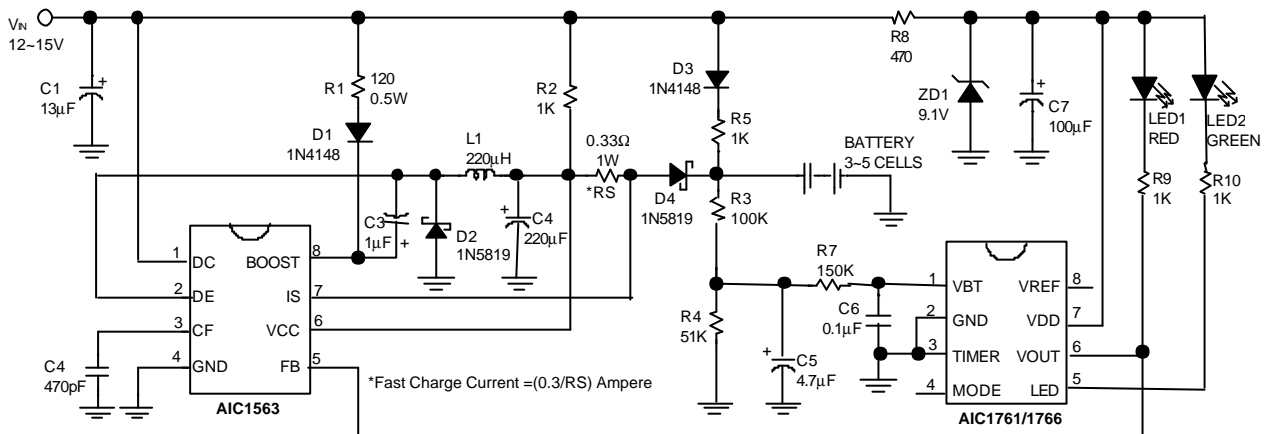 VIN
12~15V
C1
13µF
R1
120
0.5W
D1
1N4148
R2
1K
D3
1N4148
R5
1K
R8
470
ZD1
9.1V
C7
100µF
LED1
RED
LED2
GREEN
R9
1K
R10
1K
L1
220µH
0.33Ω
1W
*RS
D4
1N5819
BATTERY
3~5 CELLS
C3
1µF
D2
1N5819
C4
220µF
R3
100K
R7
150K
R4
51K
C5
4.7µF
C6
0.1µF
C4
470pF
1 DC BOOST 8
2 DE IS 7
3 CF VCC 6
4 GND FB 5
AIC1563
*Fast Charge Current =(0.3/RS) Ampere
1 VBT VREF 8
2 GND VDD 7
3 TIMER VOUT 6
4 MODE LED 5
AIC1761/1766